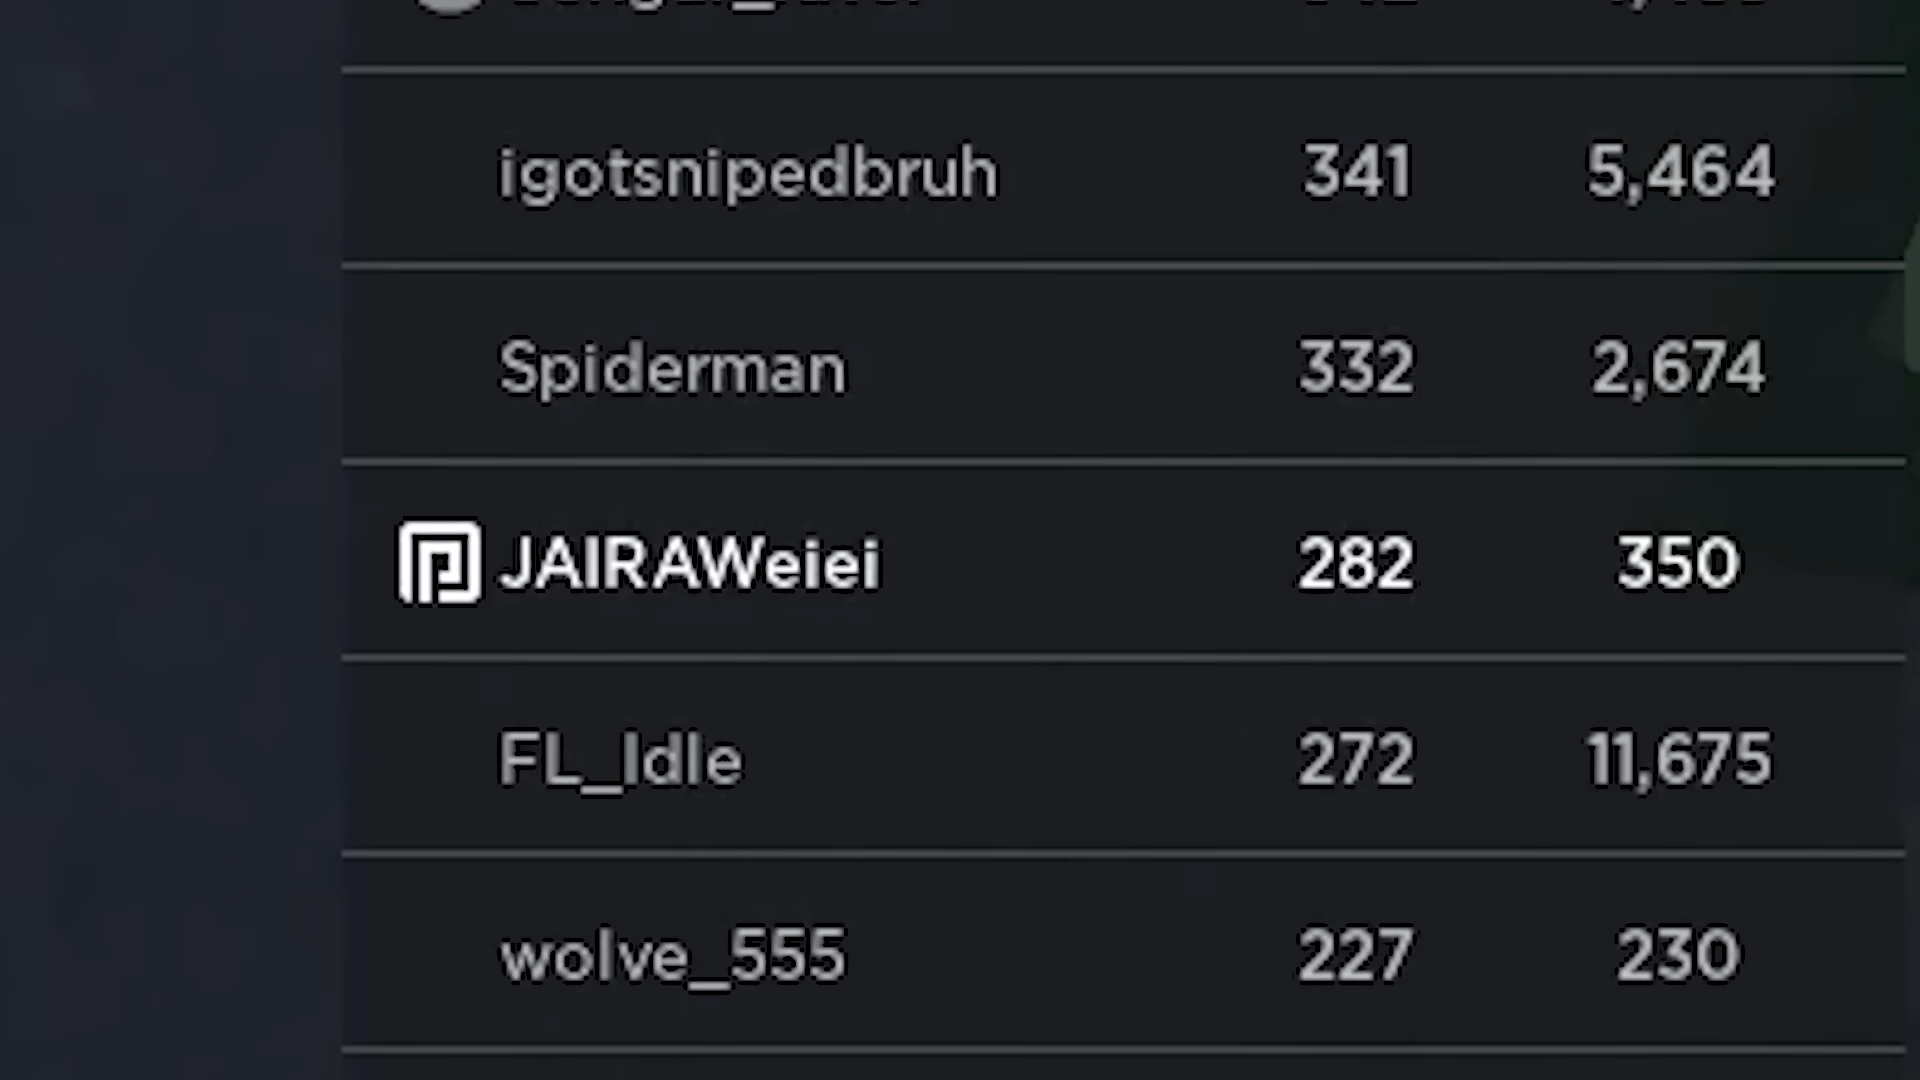 igotsnipedbruh 341 5,464
Spiderman 332 2,674
JAIRAWeiei 282 350
FL_Idle 272 11,675
wolve_555 227 230